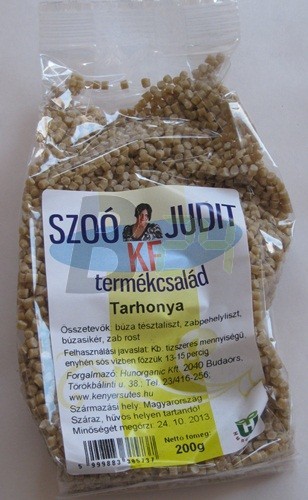 SZOÓ JUDIT
KE
termékcsalád
Tarhonya
Összetevők: búza tésztaliszt, zabpehelyliszt,
búzasikér, zab rost
Felhasználási javaslat: Kb. tízszeres mennyiségű,
enyhén sós vízben főzzük 13-15 percig.
Forgalmazó: Hunorganic Kft. 2040 Budaörs,
Törökbálinti u. 38.; Tel: 23/416-256;
www.kenyersutes.hu
Származási hely: Magyarország
Száraz, hűvös helyen tartandó!
Minőségét megőrzi: 24. 10. 2013
Nettó tömeg:
200g